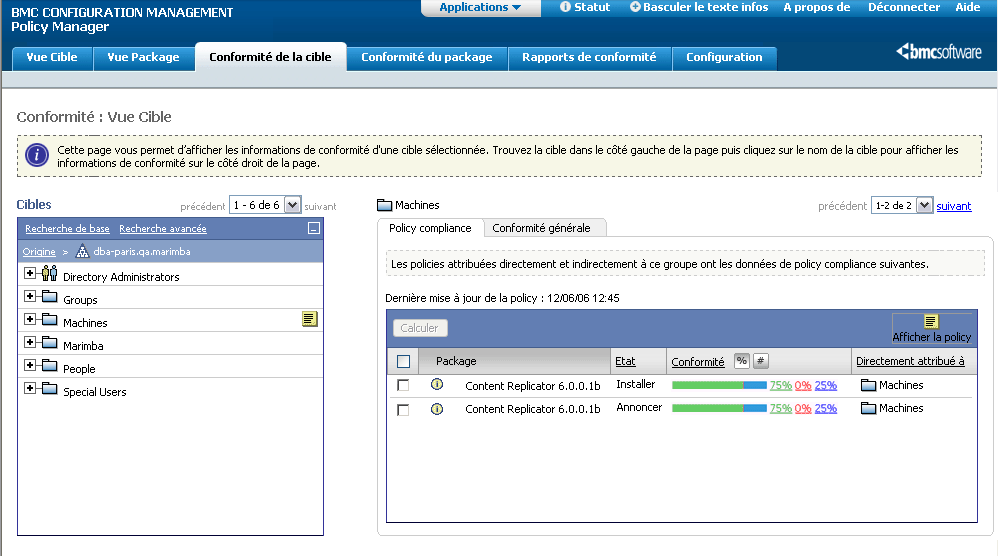 BMC CONFIGURATION MANAGEMENT
Policy Manager
Applications
Statut
Basculer le texte infos
A propos de
Déconnecter
Aide
Vue Cible
Vue Package
Conformité de la cible
Conformité du package
Rapports de conformité
Configuration
bmcsoftware
Conformité : Vue Cible
Cette page vous permet d'afficher les informations de conformité d'une cible sélectionnée. Trouvez la cible dans le côté gauche de la page puis cliquez sur le nom de la cible pour afficher les
informations de conformité sur le côté droit de la page.
Cibles
précédent 1 - 6 de 6 suivant
Recherche de base Recherche avancée
Origine > dba-paris.qa.marimba
Directory Administrators
Groups
Machines
Marimba
People
Special Users
Machines
précédent 1-2 de 2 suivant
Policy compliance
Conformité générale
Les policies attribuées directement et indirectement à ce groupe ont les données de policy compliance suivantes.
Dernière mise à jour de la policy : 12/06/06 12:45
Calculer
Afficher la policy
Package Etat Conformité % # Directement attribué à
Content Replicator 6.0.0.1b Installer 75% 0% 25% Machines
Content Replicator 6.0.0.1b Annoncer 75% 0% 25% Machines